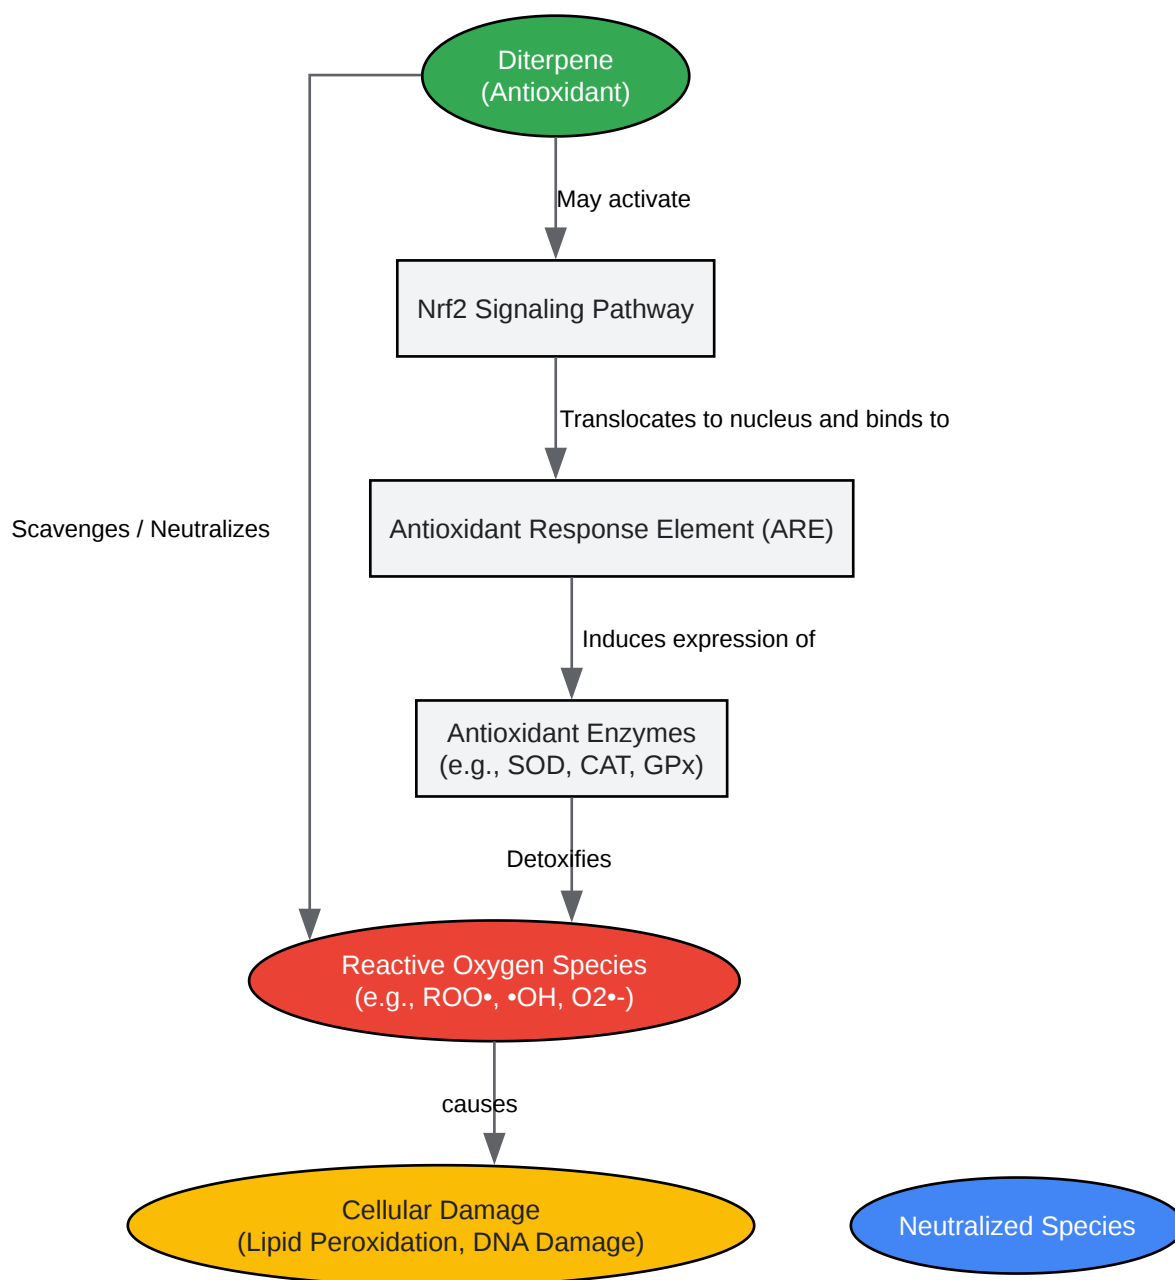 Diterpene
(Antioxidant)
May activate
Nrf2 Signaling Pathway
Translocates to nucleus and binds to
Scavenges / Neutralizes
Antioxidant Response Element (ARE)
Induces expression of
Antioxidant Enzymes
(e.g., SOD, CAT, GPx)
Detoxifies
Reactive Oxygen Species
(e.g., ROO•, •OH, O2•-)
causes
Cellular Damage
(Lipid Peroxidation, DNA Damage)
Neutralized Species